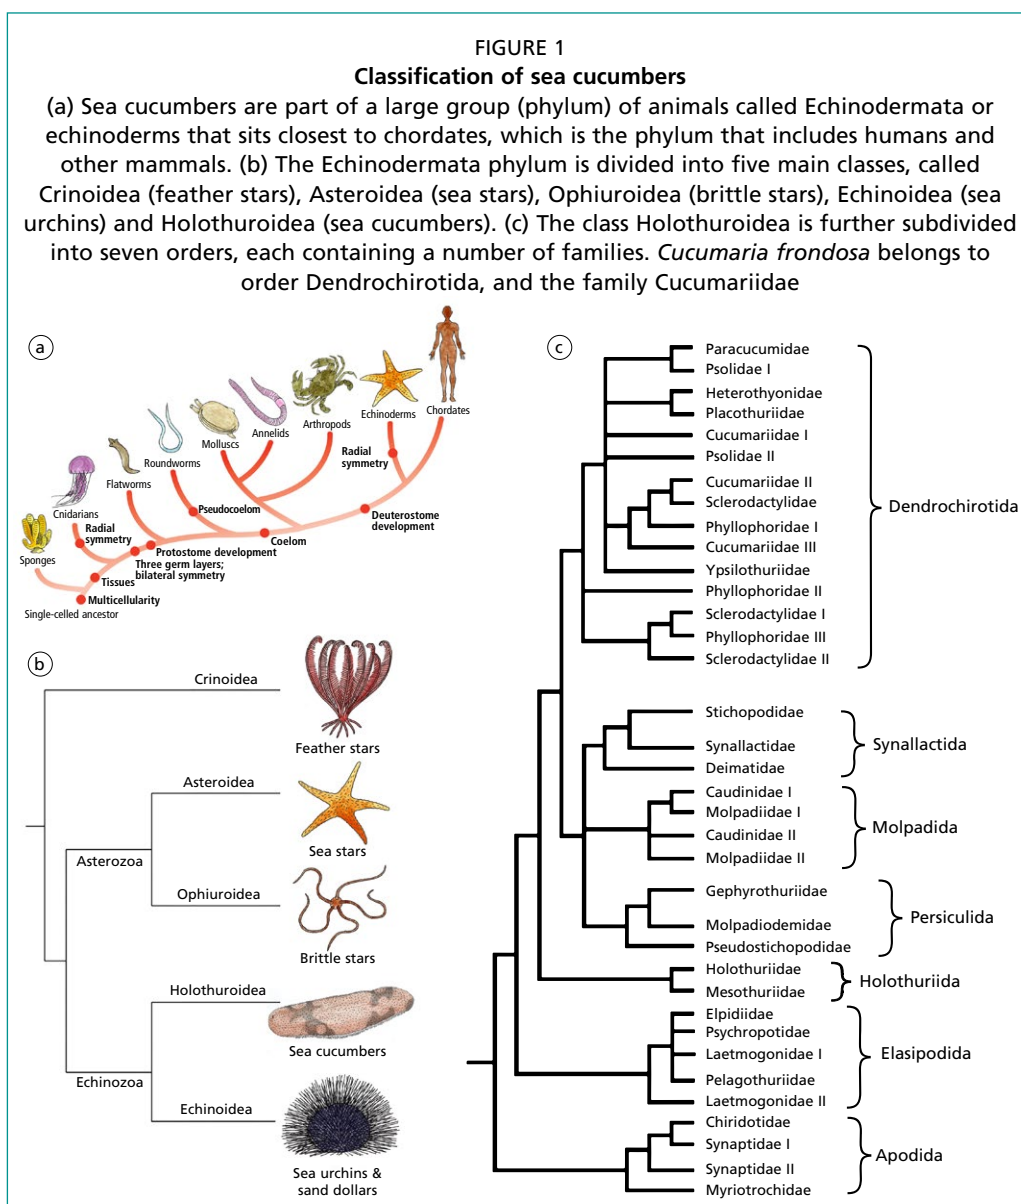 FIGURE 1
Classification of sea cucumbers
(a) Sea cucumbers are part of a large group (phylum) of animals called Echinodermata or
echinoderms that sits closest to chordates, which is the phylum that includes humans and
other mammals. (b) The Echinodermata phylum is divided into five main classes, called
Crinoidea (feather stars), Asteroidea (sea stars), Ophiuroidea (brittle stars), Echinoidea (sea
urchins) and Holothuroidea (sea cucumbers). (c) The class Holothuroidea is further subdivided
into seven orders, each containing a number of families. Cucumaria frondosa belongs to
order Dendrochirotida, and the family Cucumariidae
a
Sponges
Cnidarians
Flatworms
Roundworms
Molluscs
Annelids
Arthropods
Echinoderms
Chordates
Radial
symmetry
Radial
symmetry
Pseudocoelom
Deuterostome
development
Coelom
Protostome development
Three germ layers;
bilateral symmetry
Tissues
Multicellularity
Single-celled ancestor
b
Crinoidea
Feather stars
Asteroidea
Sea stars
Asterozoa
Ophiuroidea
Brittle stars
Holothuroidea
Sea cucumbers
Echinozoa
Echinoidea
Sea urchins &
sand dollars
c
Paracucumidae
Psolidae I
Heterothyonidae
Placothuriidae
Cucumariidae I
Psolidae II
Cucumariidae II
Sclerodactylidae
Phyllophoridae I
Cucumariidae III
Ypsilothuriidae
Phyllophoridae II
Sclerodactylidae I
Phyllophoridae III
Sclerodactylidae II
Dendrochirotida
Stichopodidae
Synallactidae
Deimatidae
Synallactida
Caudinidae I
Molpadiidae I
Caudinidae II
Molpadiidae II
Molpadida
Gephyrothuriidae
Molpadiodemidae
Pseudostichopodidae
Persiculida
Holothuriidae
Mesothuriidae
Holothuriida
Elpidiidae
Psychropotidae
Laetmogonidae I
Pelagothuriidae
Laetmogonidae II
Elasipodida
Chiridotidae
Synaptidae I
Synaptidae II
Myriotrochidae
Apodida